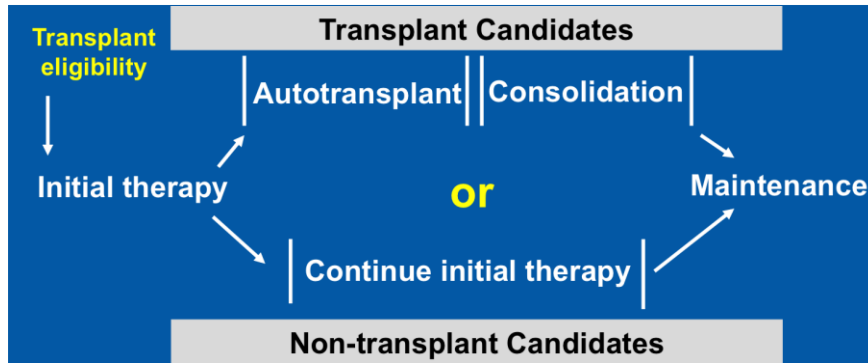 Transplant Candidates
Transplant
eligibility
Autotransplant
Consolidation
Initial therapy
or
Maintenance
Continue initial therapy
Non-transplant Candidates